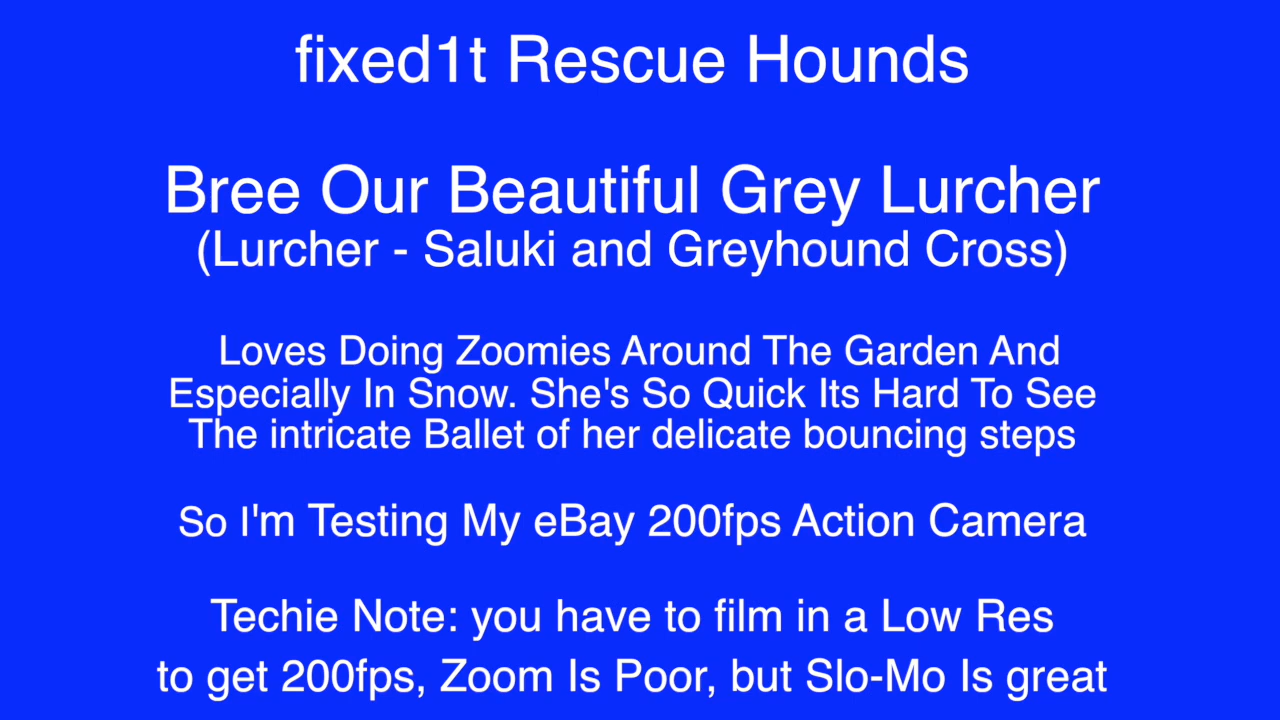 fixed1t Rescue Hounds
Bree Our Beautiful Grey Lurcher
(Lurcher - Saluki and Greyhound Cross)
Loves Doing Zoomies Around The Garden And
Especially In Snow. She's So Quick Its Hard To See
The intricate Ballet of her delicate bouncing steps
So I'm Testing My eBay 200fps Action Camera
Techie Note: you have to film in a Low Res
to get 200fps, Zoom Is Poor, but Slo-Mo Is great